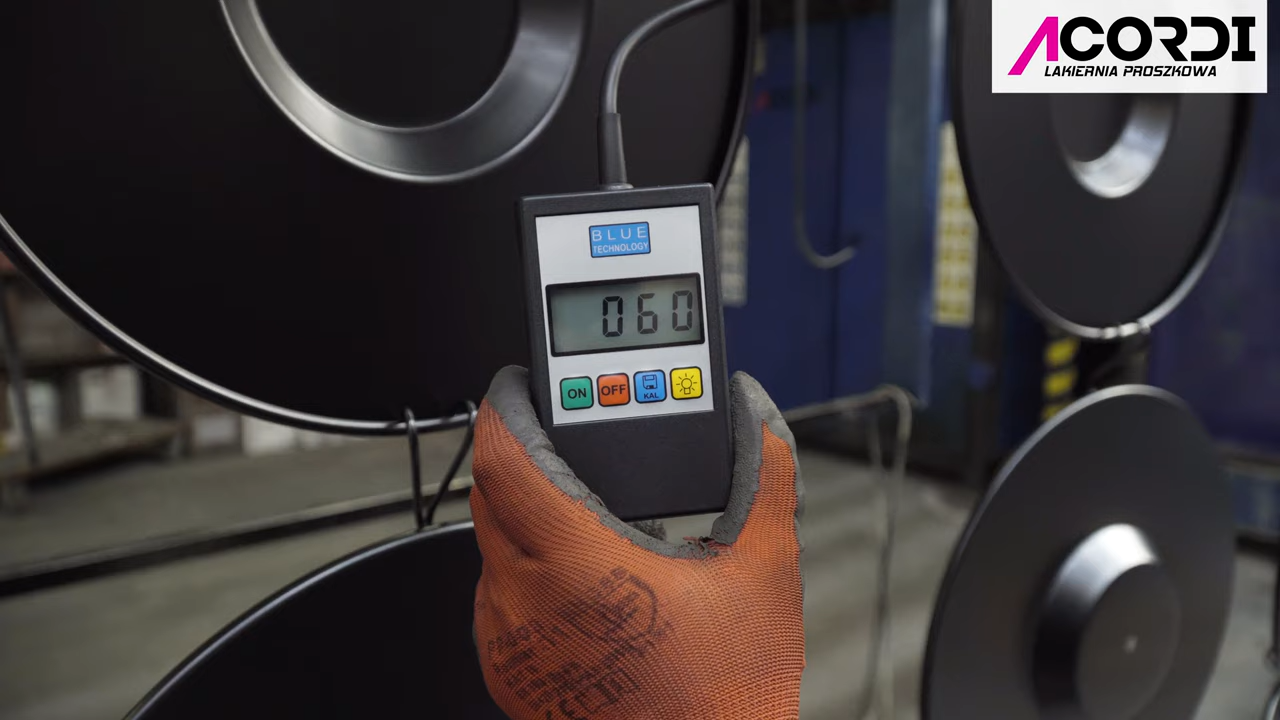 ACORDI
LAKIERNIA PROSZKOWA
BLUE
TECHNOLOGY
060
ON
OFF
KAL